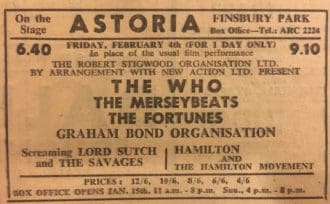 On the Stage ASTORIA FINSBURY PARK
Box Office—Tel.: ARC 2224
6.40 FRIDAY, FEBRUARY 4th (FOR 1 DAY ONLY) 9.10
In place of the usual film performance
THE ROBERT STIGWOOD ORGANISATION LTD.
BY ARRANGEMENT WITH NEW ACTION LTD. PRESENT
THE WHO
THE MERSEYBEATS
THE FORTUNES
GRAHAM BOND ORGANISATION
Screaming LORD SUTCH
and THE SAVAGES
HAMILTON
AND
THE HAMILTON MOVEMENT
PRICES : 12/6, 10/6, 8/6, 6/6, 4/6
BOX OFFICE OPENS JAN. 15th, 11 a.m. - 8 p.m. Sun., 4 p.m. - 8 p.m.